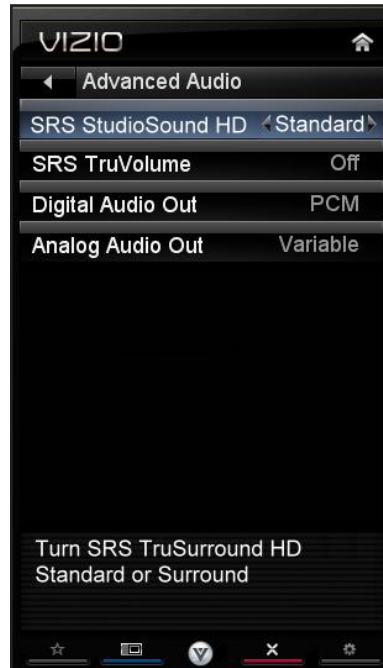 VIZIO
Advanced Audio
SRS StudioSound HD Standard
SRS TruVolume Off
Digital Audio Out PCM
Analog Audio Out Variable
Turn SRS TruSurround HD
Standard or Surround
V